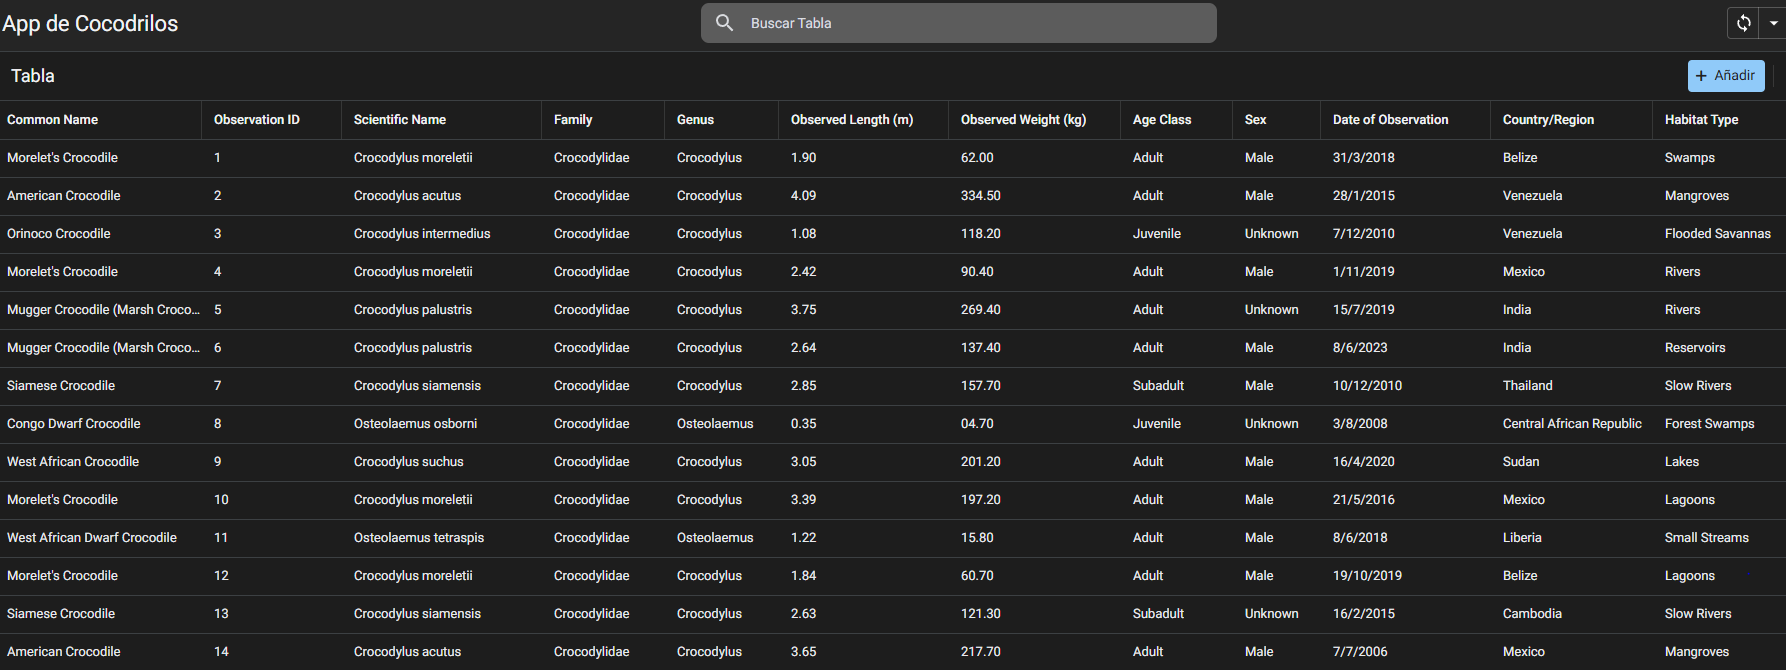 App de Cocodrilos
Buscar Tabla
Tabla
+ Añadir
Common Name Observation ID Scientific Name Family Genus Observed Length (m) Observed Weight (kg) Age Class Sex Date of Observation Country/Region Habitat Type
Morelet's Crocodile 1 Crocodylus moreletii Crocodylidae Crocodylus 1.90 62.00 Adult Male 31/3/2018 Belize Swamps
American Crocodile 2 Crocodylus acutus Crocodylidae Crocodylus 4.09 334.50 Adult Male 28/1/2015 Venezuela Mangroves
Orinoco Crocodile 3 Crocodylus intermedius Crocodylidae Crocodylus 1.08 118.20 Juvenile Unknown 7/12/2010 Venezuela Flooded Savannas
Morelet's Crocodile 4 Crocodylus moreletii Crocodylidae Crocodylus 2.42 90.40 Adult Male 1/11/2019 Mexico Rivers
Mugger Crocodile (Marsh Croco... 5 Crocodylus palustris Crocodylidae Crocodylus 3.75 269.40 Adult Unknown 15/7/2019 India Rivers
Mugger Crocodile (Marsh Croco... 6 Crocodylus palustris Crocodylidae Crocodylus 2.64 137.40 Adult Male 8/6/2023 India Reservoirs
Siamese Crocodile 7 Crocodylus siamensis Crocodylidae Crocodylus 2.85 157.70 Subadult Male 10/12/2010 Thailand Slow Rivers
Congo Dwarf Crocodile 8 Osteolaemus osborni Crocodylidae Osteolaemus 0.35 04.70 Juvenile Unknown 3/8/2008 Central African Republic Forest Swamps
West African Crocodile 9 Crocodylus suchus Crocodylidae Crocodylus 3.05 201.20 Adult Male 16/4/2020 Sudan Lakes
Morelet's Crocodile 10 Crocodylus moreletii Crocodylidae Crocodylus 3.39 197.20 Adult Male 21/5/2016 Mexico Lagoons
West African Dwarf Crocodile 11 Osteolaemus tetraspis Crocodylidae Osteolaemus 1.22 15.80 Adult Male 8/6/2018 Liberia Small Streams
Morelet's Crocodile 12 Crocodylus moreletii Crocodylidae Crocodylus 1.84 60.70 Adult Male 19/10/2019 Belize Lagoons
Siamese Crocodile 13 Crocodylus siamensis Crocodylidae Crocodylus 2.63 121.30 Subadult Unknown 16/2/2015 Cambodia Slow Rivers
American Crocodile 14 Crocodylus acutus Crocodylidae Crocodylus 3.65 217.70 Adult Male 7/7/2006 Mexico Mangroves